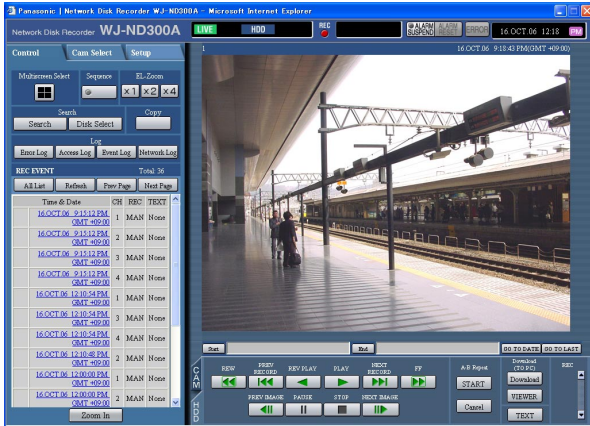 Panasonic | Network Disk Recorder WJ-ND300A - Microsoft Internet Explorer
Network Disk Recorder WJ-ND300A
LIVE HDD REC ALARM SUSPEND ALARM RESET ERROR 16.OCT.06 12:18 PM
Control Cam Select Setup
1 16.OCT.06 9:18:43 PM(GMT +09:00)
Multiscreen Select Sequence EL-Zoom
x1 x2 x4
Search Copy
Search Disk Select
Log
Error Log Access Log Event Log Network Log
REC EVENT Total: 36
All List Refresh Prev Page Next Page
Time & Date CH REC TEXT
16.OCT.06 9:15:12 PM GMT +09:00 1 MAN None
16.OCT.06 9:15:12 PM GMT +09:00 2 MAN None
16.OCT.06 9:15:12 PM GMT +09:00 3 MAN None
16.OCT.06 9:15:12 PM GMT +09:00 4 MAN None
16.OCT.06 12:10:54 PM GMT +09:00 1 MAN None
16.OCT.06 12:10:54 PM GMT +09:00 3 MAN None
16.OCT.06 12:10:54 PM GMT +09:00 4 MAN None
16.OCT.06 12:10:48 PM GMT +09:00 2 MAN None
16.OCT.06 12:00:00 PM GMT +09:00 1 MAN None
16.OCT.06 12:00:00 PM GMT +09:00 2 MAN None
Zoom In
Start End GO TO DATE GO TO LAST
CAM
HDD
REW PREV RECORD REV PLAY PLAY NEXT RECORD FF
PREV IMAGE PAUSE STOP NEXT IMAGE
A-B Repeat
START
Cancel
Download (TO PC)
Download
VIEWER
TEXT
REC